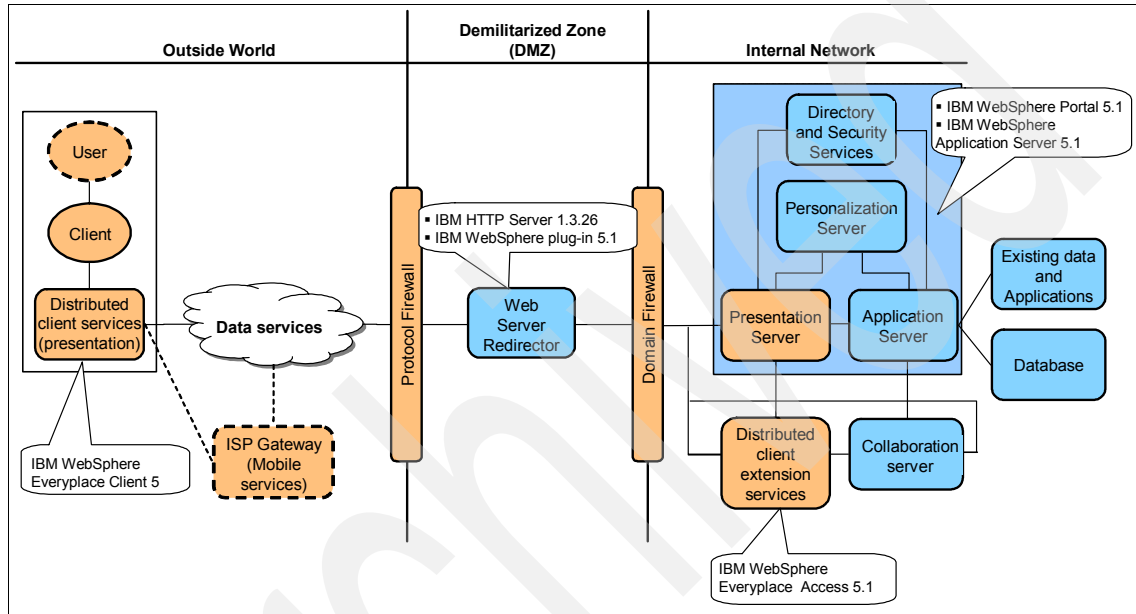 Outside World
Demilitarized Zone
(DMZ)
Internal Network
User
Client
Distributed
client services
(presentation)
IBM WebSphere
Everyplace Client 5
Data services
ISP Gateway
(Mobile
services)
Protocol Firewall
▪ IBM HTTP Server 1.3.26
▪ IBM WebSphere plug-in 5.1
Web
Server
Redirector
Domain Firewall
Directory
and Security
Services
▪ IBM WebSphere Portal 5.1
▪ IBM WebSphere
Application Server 5.1
Personalization
Server
Presentation
Server
Application
Server
Existing data
and
Applications
Database
Distributed
client
extension
services
Collaboration
server
IBM WebSphere
Everyplace Access 5.1